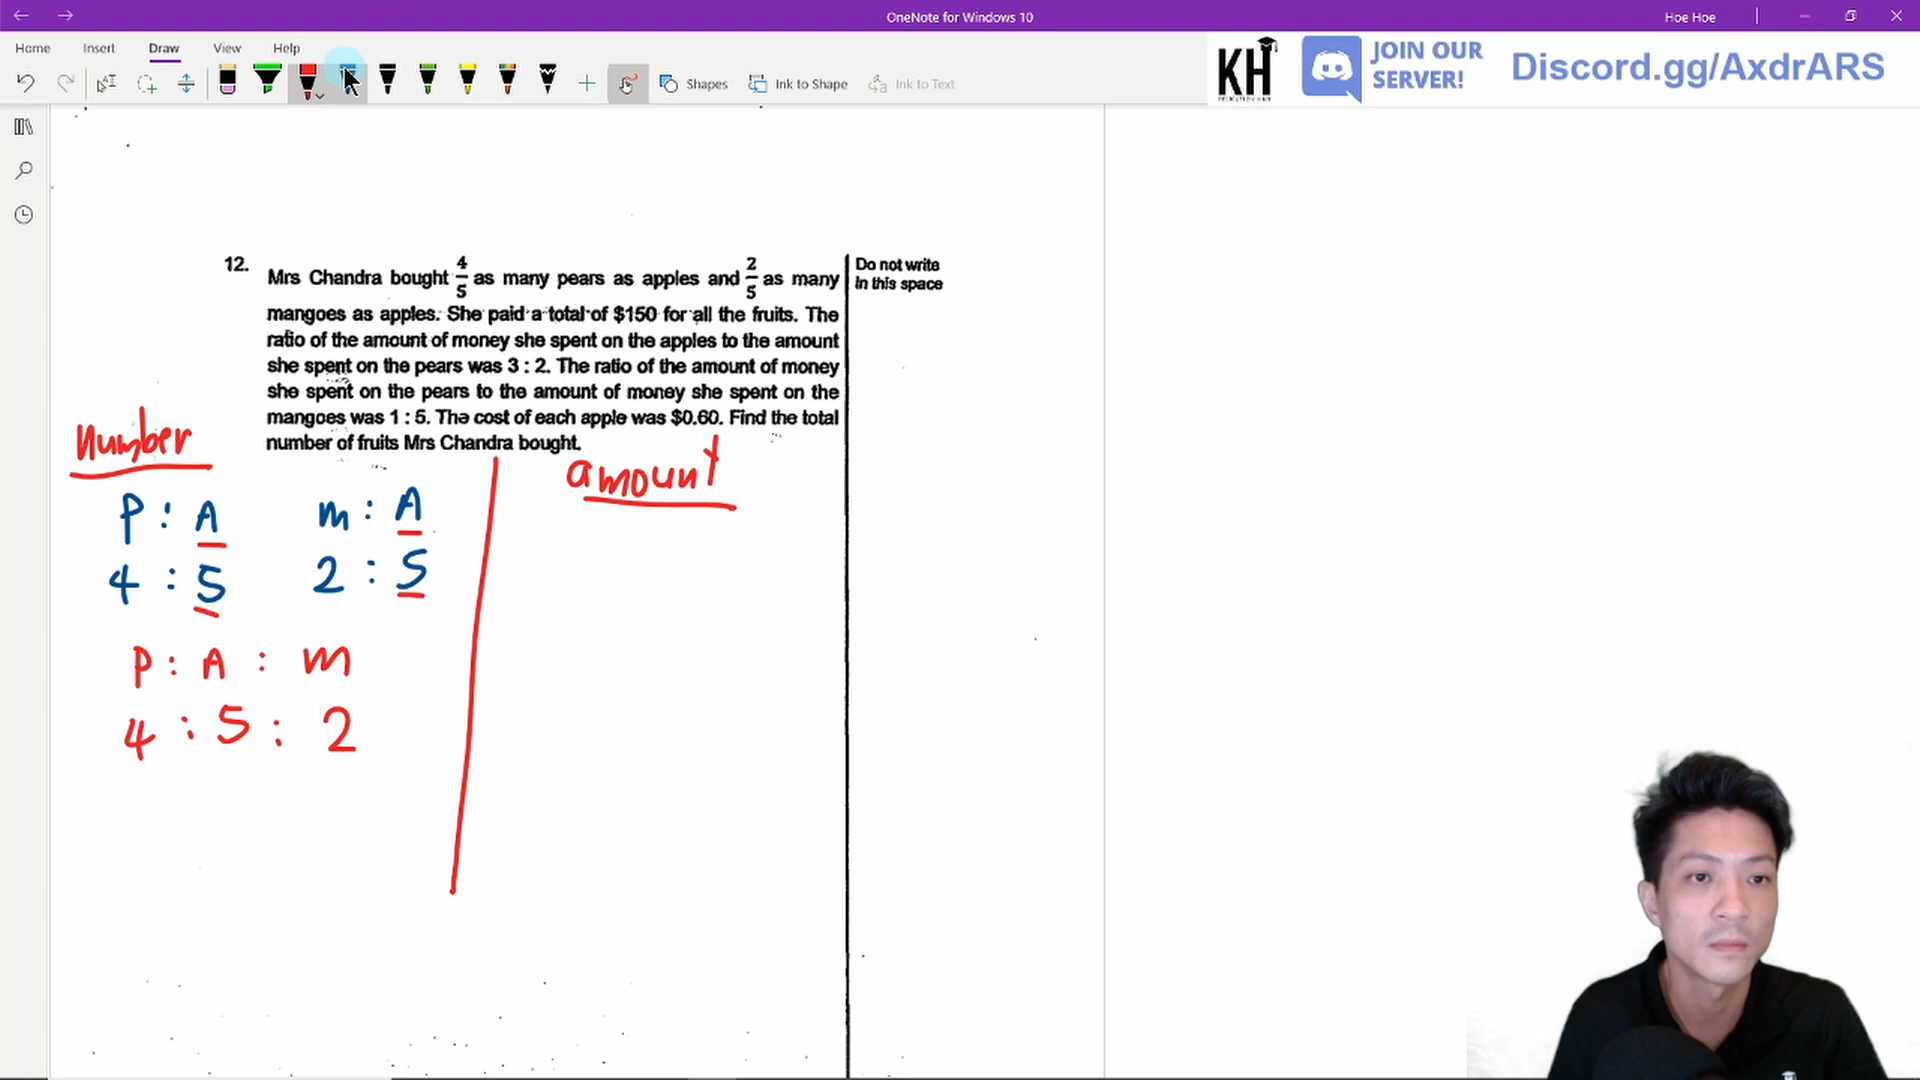 OneNote for Windows 10
Hoe Hoe
Home Insert Draw View Help
Shapes Ink to Shape Ink to Text
KH
JOIN OUR
SERVER!
Discord.gg/AxdrARS
12. Mrs Chandra bought 4/5 as many pears as apples and 2/5 as many
mangoes as apples. She paid a total of $150 for all the fruits. The
ratio of the amount of money she spent on the apples to the amount
she spent on the pears was 3 : 2. The ratio of the amount of money
she spent on the pears to the amount of money she spent on the
mangoes was 1 : 5. The cost of each apple was $0.60. Find the total
number of fruits Mrs Chandra bought.
Do not write
in this space
number
P : A
4 : 5
m : A
2 : 5
P : A : m
4 : 5 : 2
amount